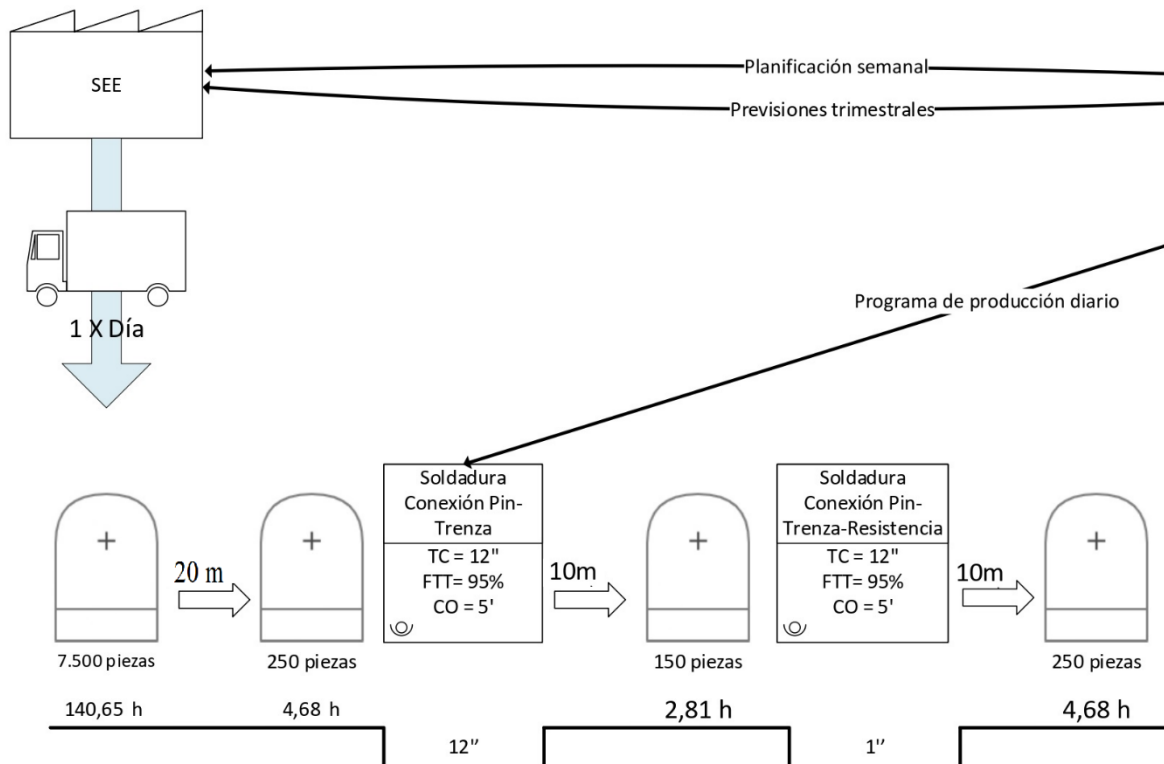 SEE
Planificación semanal
Previsiones trimestrales
1 X Día
Programa de producción diario
Soldadura
Conexión Pin-
Trenza
TC = 12"
FTT= 95%
CO = 5'
Soldadura
Conexión Pin-
Trenza-Resistencia
TC = 12"
FTT= 95%
CO = 5'
20 m
10m
10m
7.500 piezas
250 piezas
150 piezas
250 piezas
140,65 h
4,68 h
2,81 h
4,68 h
12’’
1’’